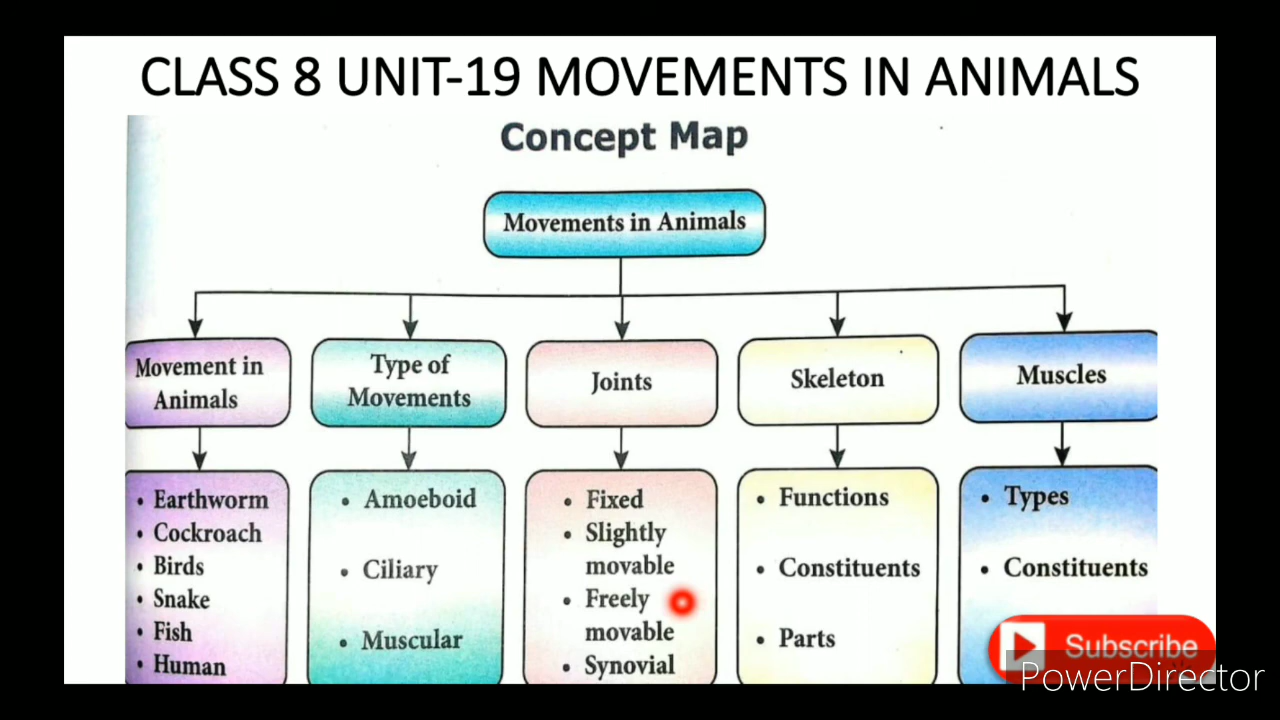 CLASS 8 UNIT-19 MOVEMENTS IN ANIMALS
Concept Map
Movements in Animals
Movement in
Animals
• Earthworm
• Cockroach
• Birds
• Snake
• Fish
• Human
Type of
Movements
• Amoeboid
• Ciliary
• Muscular
Joints
• Fixed
• Slightly
movable
• Freely
movable
• Synovial
Skeleton
• Functions
• Constituents
• Parts
Muscles
• Types
• Constituents
Subscribe
PowerDirector